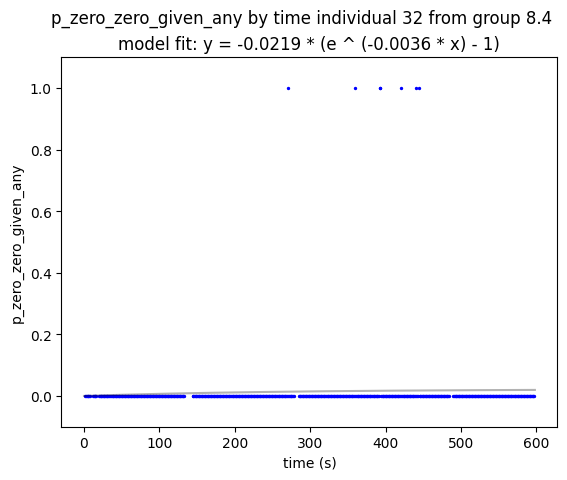 p_zero_zero_given_any by time individual 32 from group 8.4
model fit: y = -0.0219 * (e ^ (-0.0036 * x) - 1)
1.0
0.8
0.6
0.4
0.2
0.0
p_zero_zero_given_any
0 100 200 300 400 500 600
time (s)